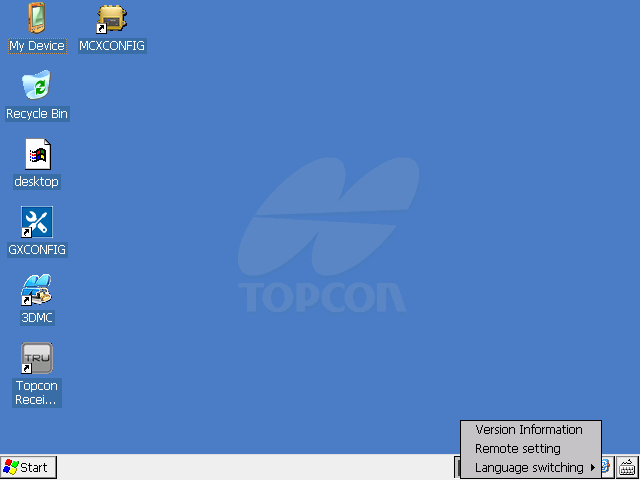 My Device
MCXCONFIG
Recycle Bin
desktop
GXCONFIG
3DMC
TRU
Topcon
Recei...
TOPCON
Version Information
Remote setting
Language switching
Start